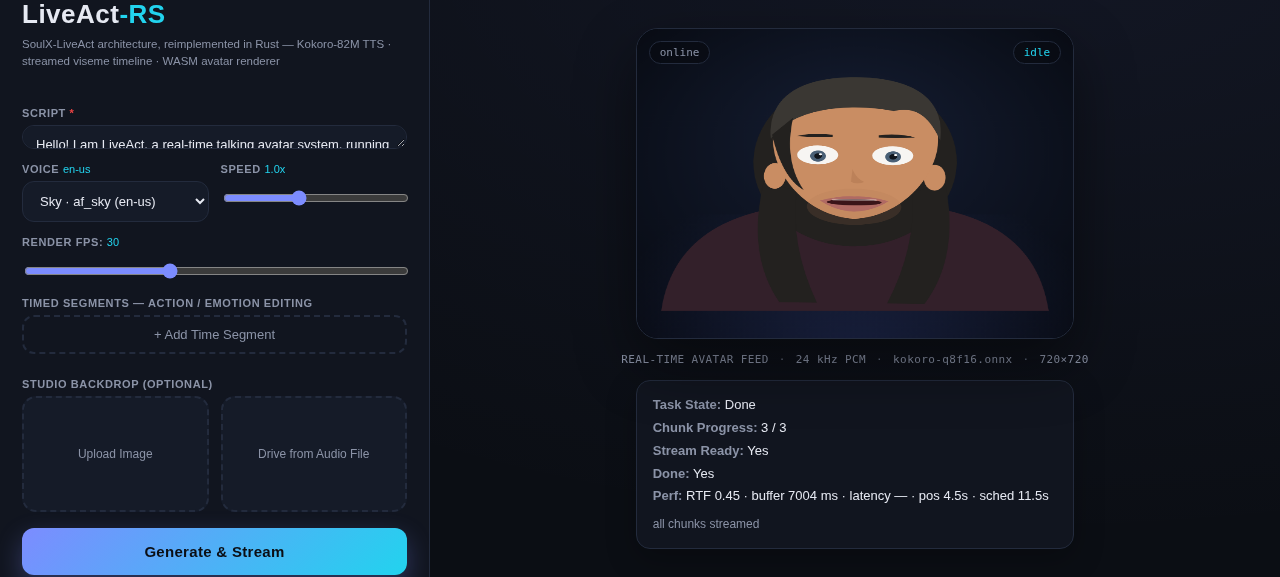 LiveAct-RS
SoulX-LiveAct architecture, reimplemented in Rust — Kokoro-82M TTS ·
streamed viseme timeline · WASM avatar renderer
SCRIPT *
Hello! I am LiveAct, a real-time talking avatar system, running
VOICE en-us
SPEED 1.0x
Sky · af_sky (en-us)
RENDER FPS: 30
TIMED SEGMENTS — ACTION / EMOTION EDITING
+ Add Time Segment
STUDIO BACKDROP (OPTIONAL)
Upload Image
Drive from Audio File
Generate & Stream
online
idle
REAL-TIME AVATAR FEED · 24 kHz PCM · kokoro-q8f16.onnx · 720×720
Task State: Done
Chunk Progress: 3 / 3
Stream Ready: Yes
Done: Yes
Perf: RTF 0.45 · buffer 7004 ms · latency — · pos 4.5s · sched 11.5s
all chunks streamed